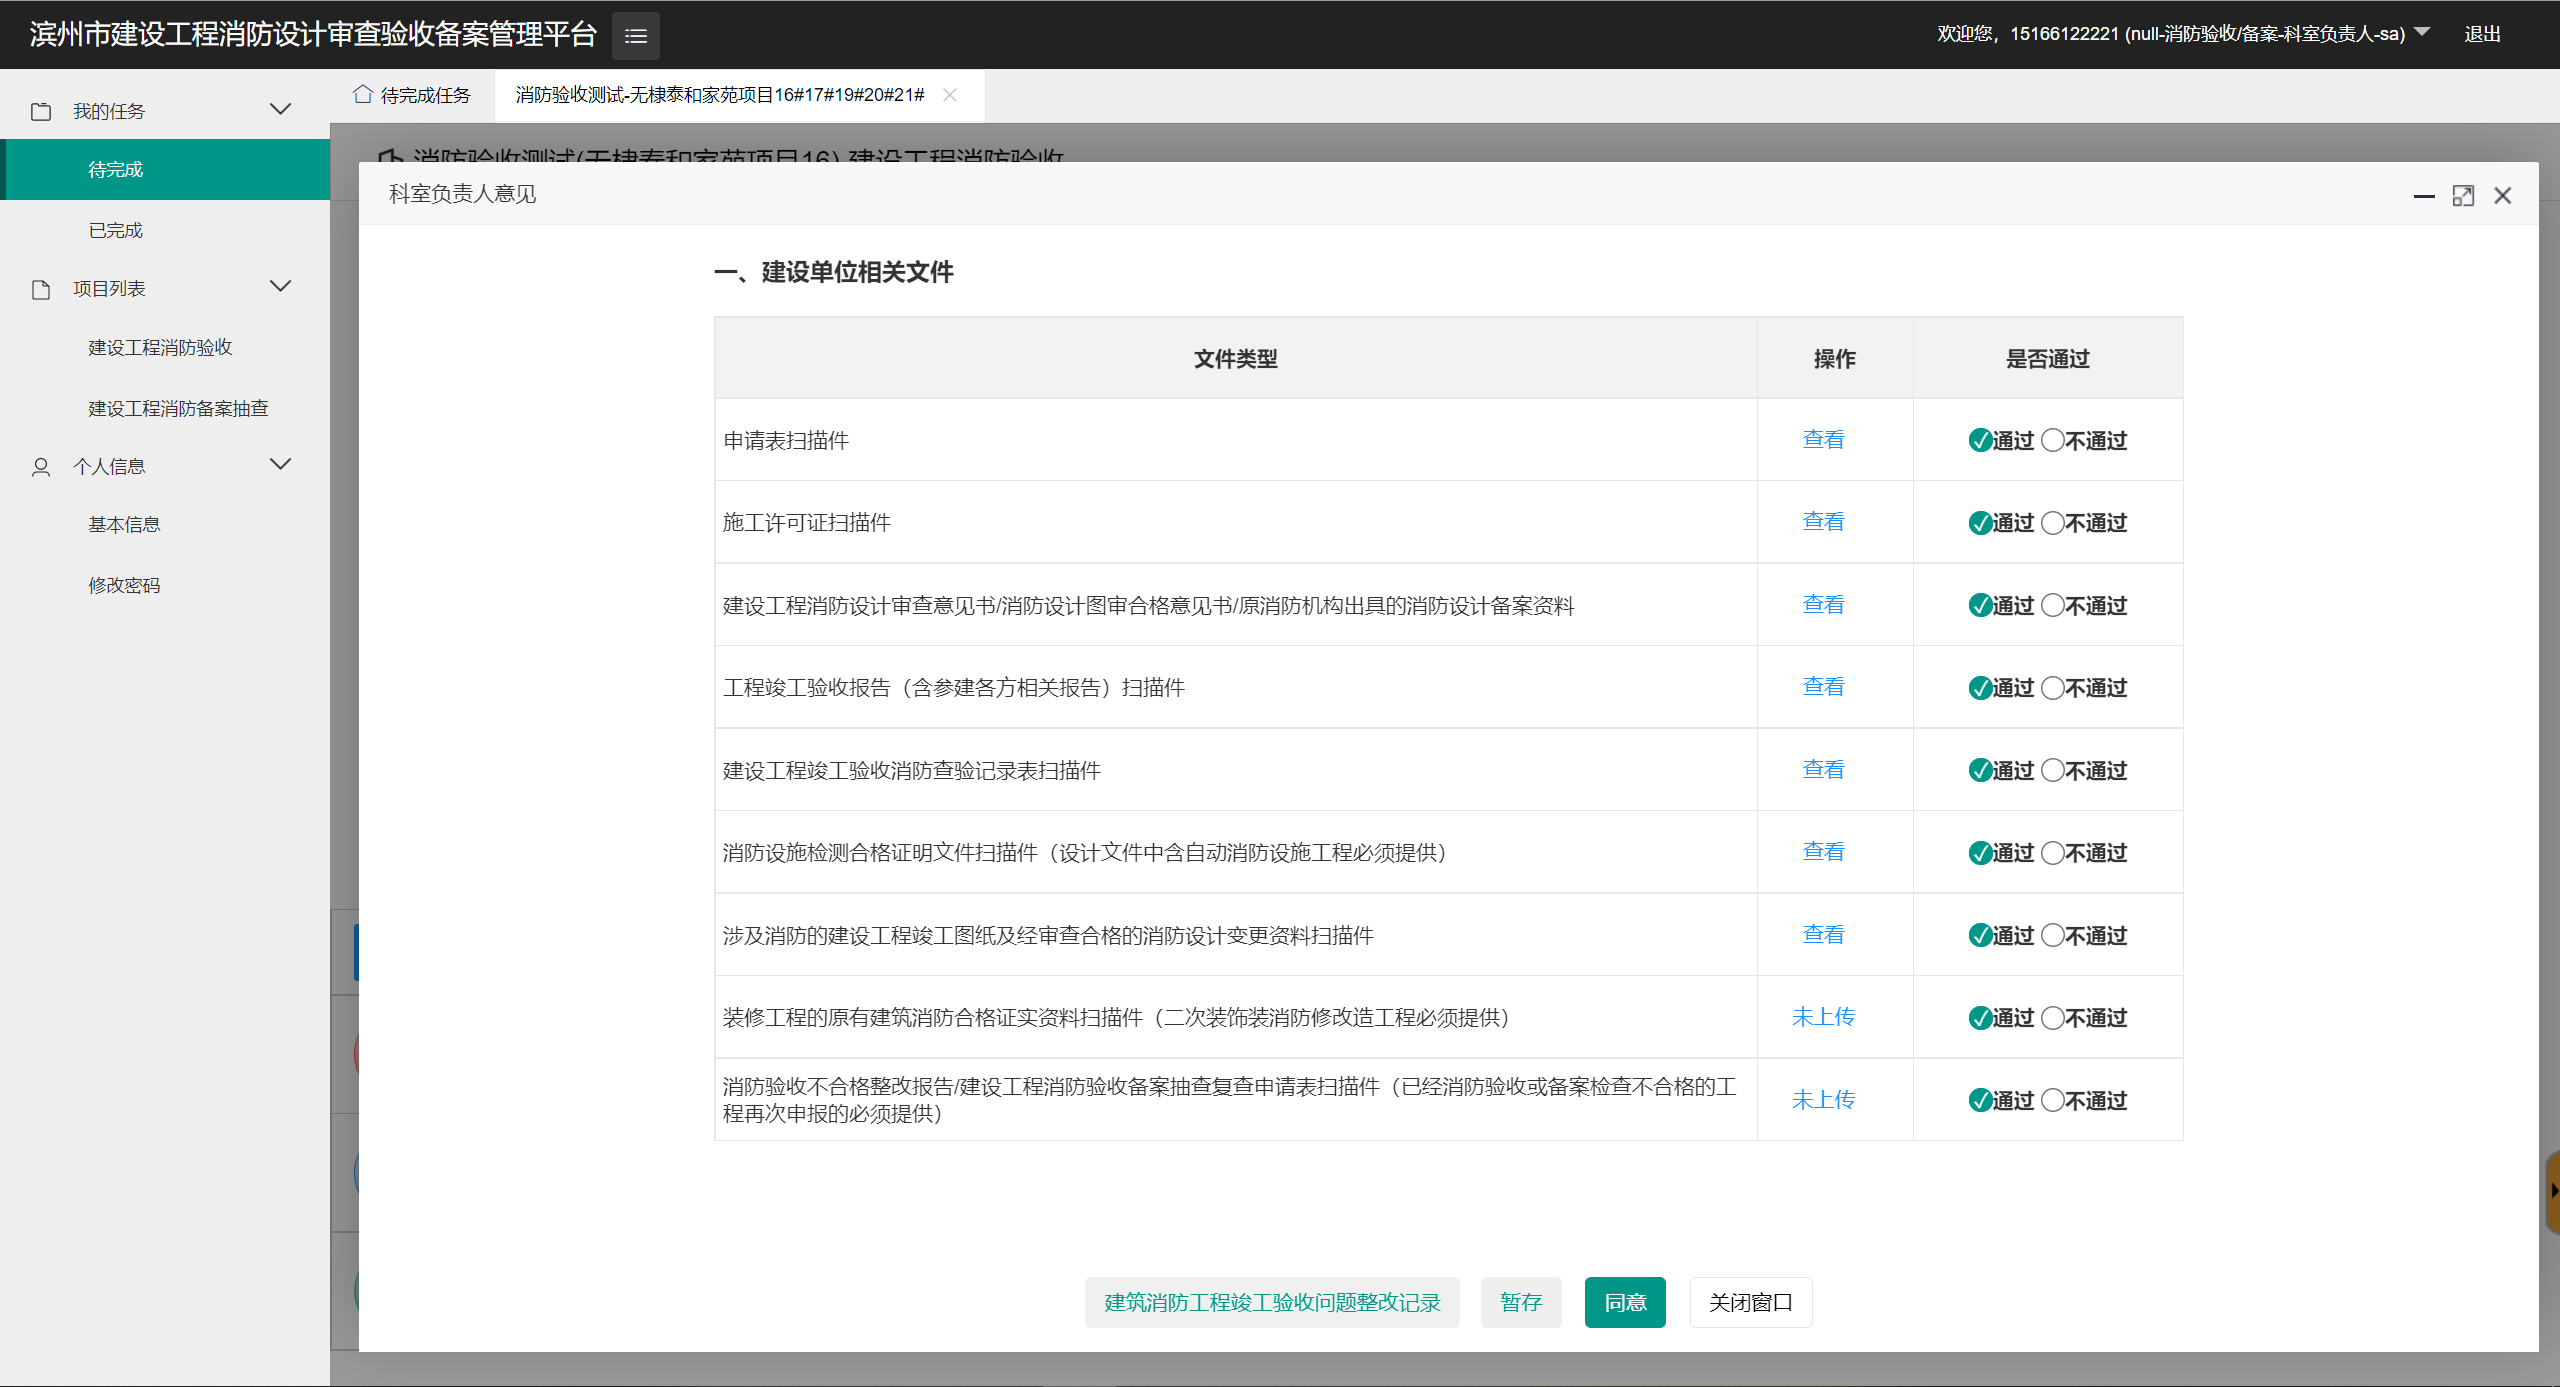 滨州市建设工程消防设计审查验收备案管理平台
欢迎您，15166122221 (null-消防验收/备案-科室负责人-sa)
退出
我的任务
待完成
已完成
项目列表
建设工程消防验收
建设工程消防备案抽查
个人信息
基本信息
修改密码
待完成任务
消防验收测试-无棣泰和家苑项目16#17#19#20#21#
消防验收测试(无棣泰和家苑项目16) 建设工程消防验收
科室负责人意见
一、建设单位相关文件
文件类型 操作 是否通过
申请表扫描件 查看 通过 不通过
施工许可证扫描件 查看 通过 不通过
建设工程消防设计审查意见书/消防设计图审合格意见书/原消防机构出具的消防设计备案资料 查看 通过 不通过
工程竣工验收报告（含参建各方相关报告）扫描件 查看 通过 不通过
建设工程竣工验收消防查验记录表扫描件 查看 通过 不通过
消防设施检测合格证明文件扫描件（设计文件中含自动消防设施工程必须提供） 查看 通过 不通过
涉及消防的建设工程竣工图纸及经审查合格的消防设计变更资料扫描件 查看 通过 不通过
装修工程的原有建筑消防合格证实资料扫描件（二次装饰装消防修改造工程必须提供） 未上传 通过 不通过
消防验收不合格整改报告/建设工程消防验收备案抽查复查申请表扫描件（已经消防验收或备案检查不合格的工
程再次申报的必须提供） 未上传 通过 不通过
建筑消防工程竣工验收问题整改记录
暂存
同意
关闭窗口